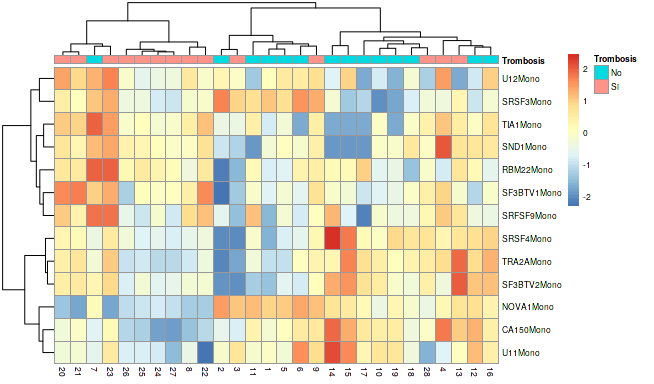 Trombosis
U12Mono
SRSF3Mono
TIA1Mono
SND1Mono
RBM22Mono
SF3BTV1Mono
SRFSF9Mono
SRSF4Mono
TRA2AMono
SF3BTV2Mono
NOVA1Mono
CA150Mono
U11Mono
20 21 7 23 26 25 24 27 8 22 2 3 11 1 5 6 9 14 15 17 10 19 18 28 4 13 12 16
2
1
0
-1
-2
Trombosis
No
SI